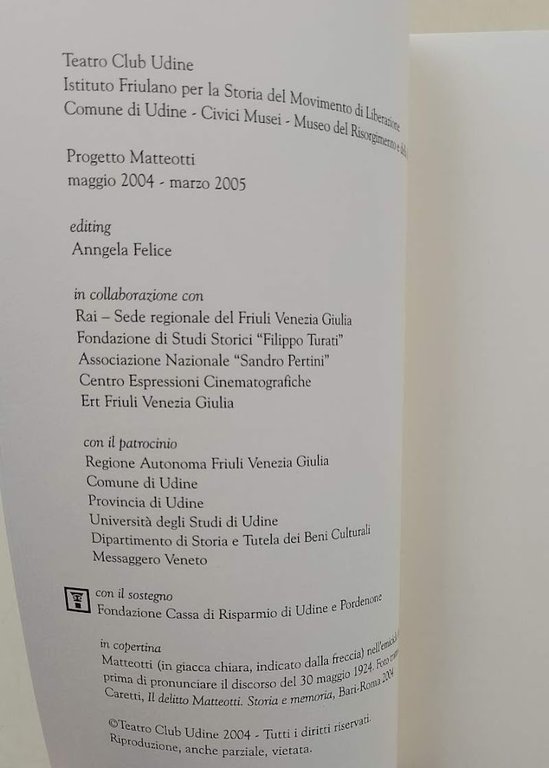 Teatro Club Udine
Istituto Friulano per la Storia del Movimento di Liberazione
Comune di Udine - Civici Musei - Museo del Risorgimento e
Progetto Matteotti
maggio 2004 - marzo 2005
editing
Anngela Felice
in collaborazione con
Rai – Sede regionale del Friuli Venezia Giulia
Fondazione di Studi Storici “Filippo Turati”
Associazione Nazionale “Sandro Pertini”
Centro Espressioni Cinematografiche
Ert Friuli Venezia Giulia
con il patrocinio
Regione Autonoma Friuli Venezia Giulia
Comune di Udine
Provincia di Udine
Università degli Studi di Udine
Dipartimento di Storia e Tutela dei Beni Culturali
Messaggero Veneto
con il sostegno
Fondazione Cassa di Risparmio di Udine e Pordenone
in copertina
Matteotti (in giacca chiara, indicato dalla freccia)
prima di pronunciare il discorso del 30 maggio 1924. Foto
Caretti, Il delitto Matteotti. Storia e memoria, Bari-Roma 2004
©Teatro Club Udine 2004 - Tutti i diritti riservati.
Riproduzione, anche parziale, vietata.